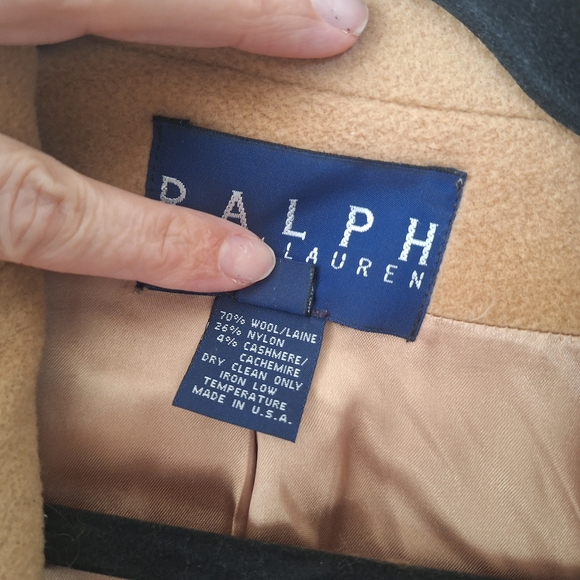 RALPH
LAUREN
70% WOOL/LAINE
26% NYLON
4% CASHMERE/
CACHEMIRE
DRY CLEAN ONLY
IRON LOW
TEMPERATURE
MADE IN U.S.A.